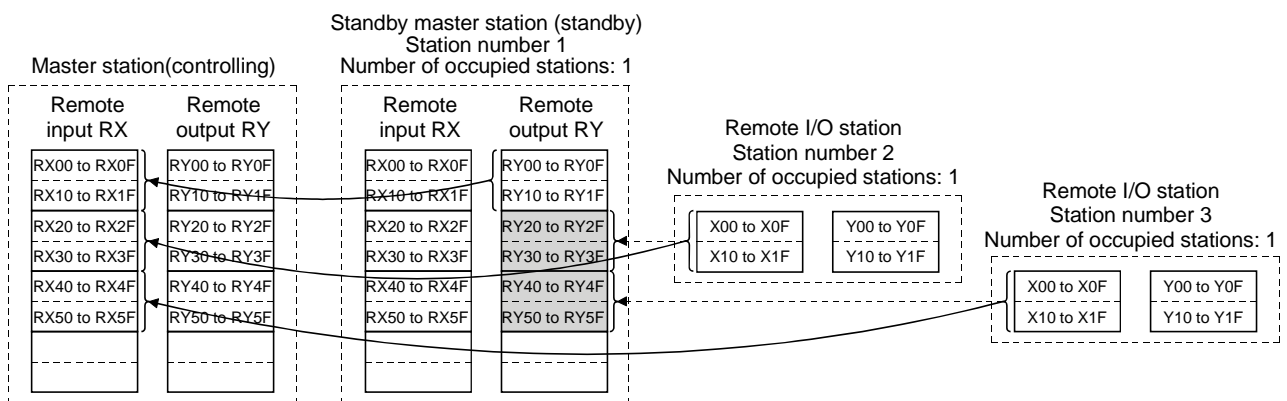 Master station(controlling)
Remote
input RX
Remote
output RY
RX00 to RX0F
RX10 to RX1F
RX20 to RX2F
RX30 to RX3F
RX40 to RX4F
RX50 to RX5F
RY00 to RY0F
RY10 to RY1F
RY20 to RY2F
RY30 to RY3F
RY40 to RY4F
RY50 to RY5F
Standby master station (standby)
Station number 1
Number of occupied stations: 1
Remote
input RX
Remote
output RY
RX00 to RX0F
RX10 to RX1F
RX20 to RX2F
RX30 to RX3F
RX40 to RX4F
RX50 to RX5F
RY00 to RY0F
RY10 to RY1F
RY20 to RY2F
RY30 to RY3F
RY40 to RY4F
RY50 to RY5F
Remote I/O station
Station number 2
Number of occupied stations: 1
X00 to X0F
X10 to X1F
Y00 to Y0F
Y10 to Y1F
Remote I/O station
Station number 3
Number of occupied stations: 1
X00 to X0F
X10 to X1F
Y00 to Y0F
Y10 to Y1F